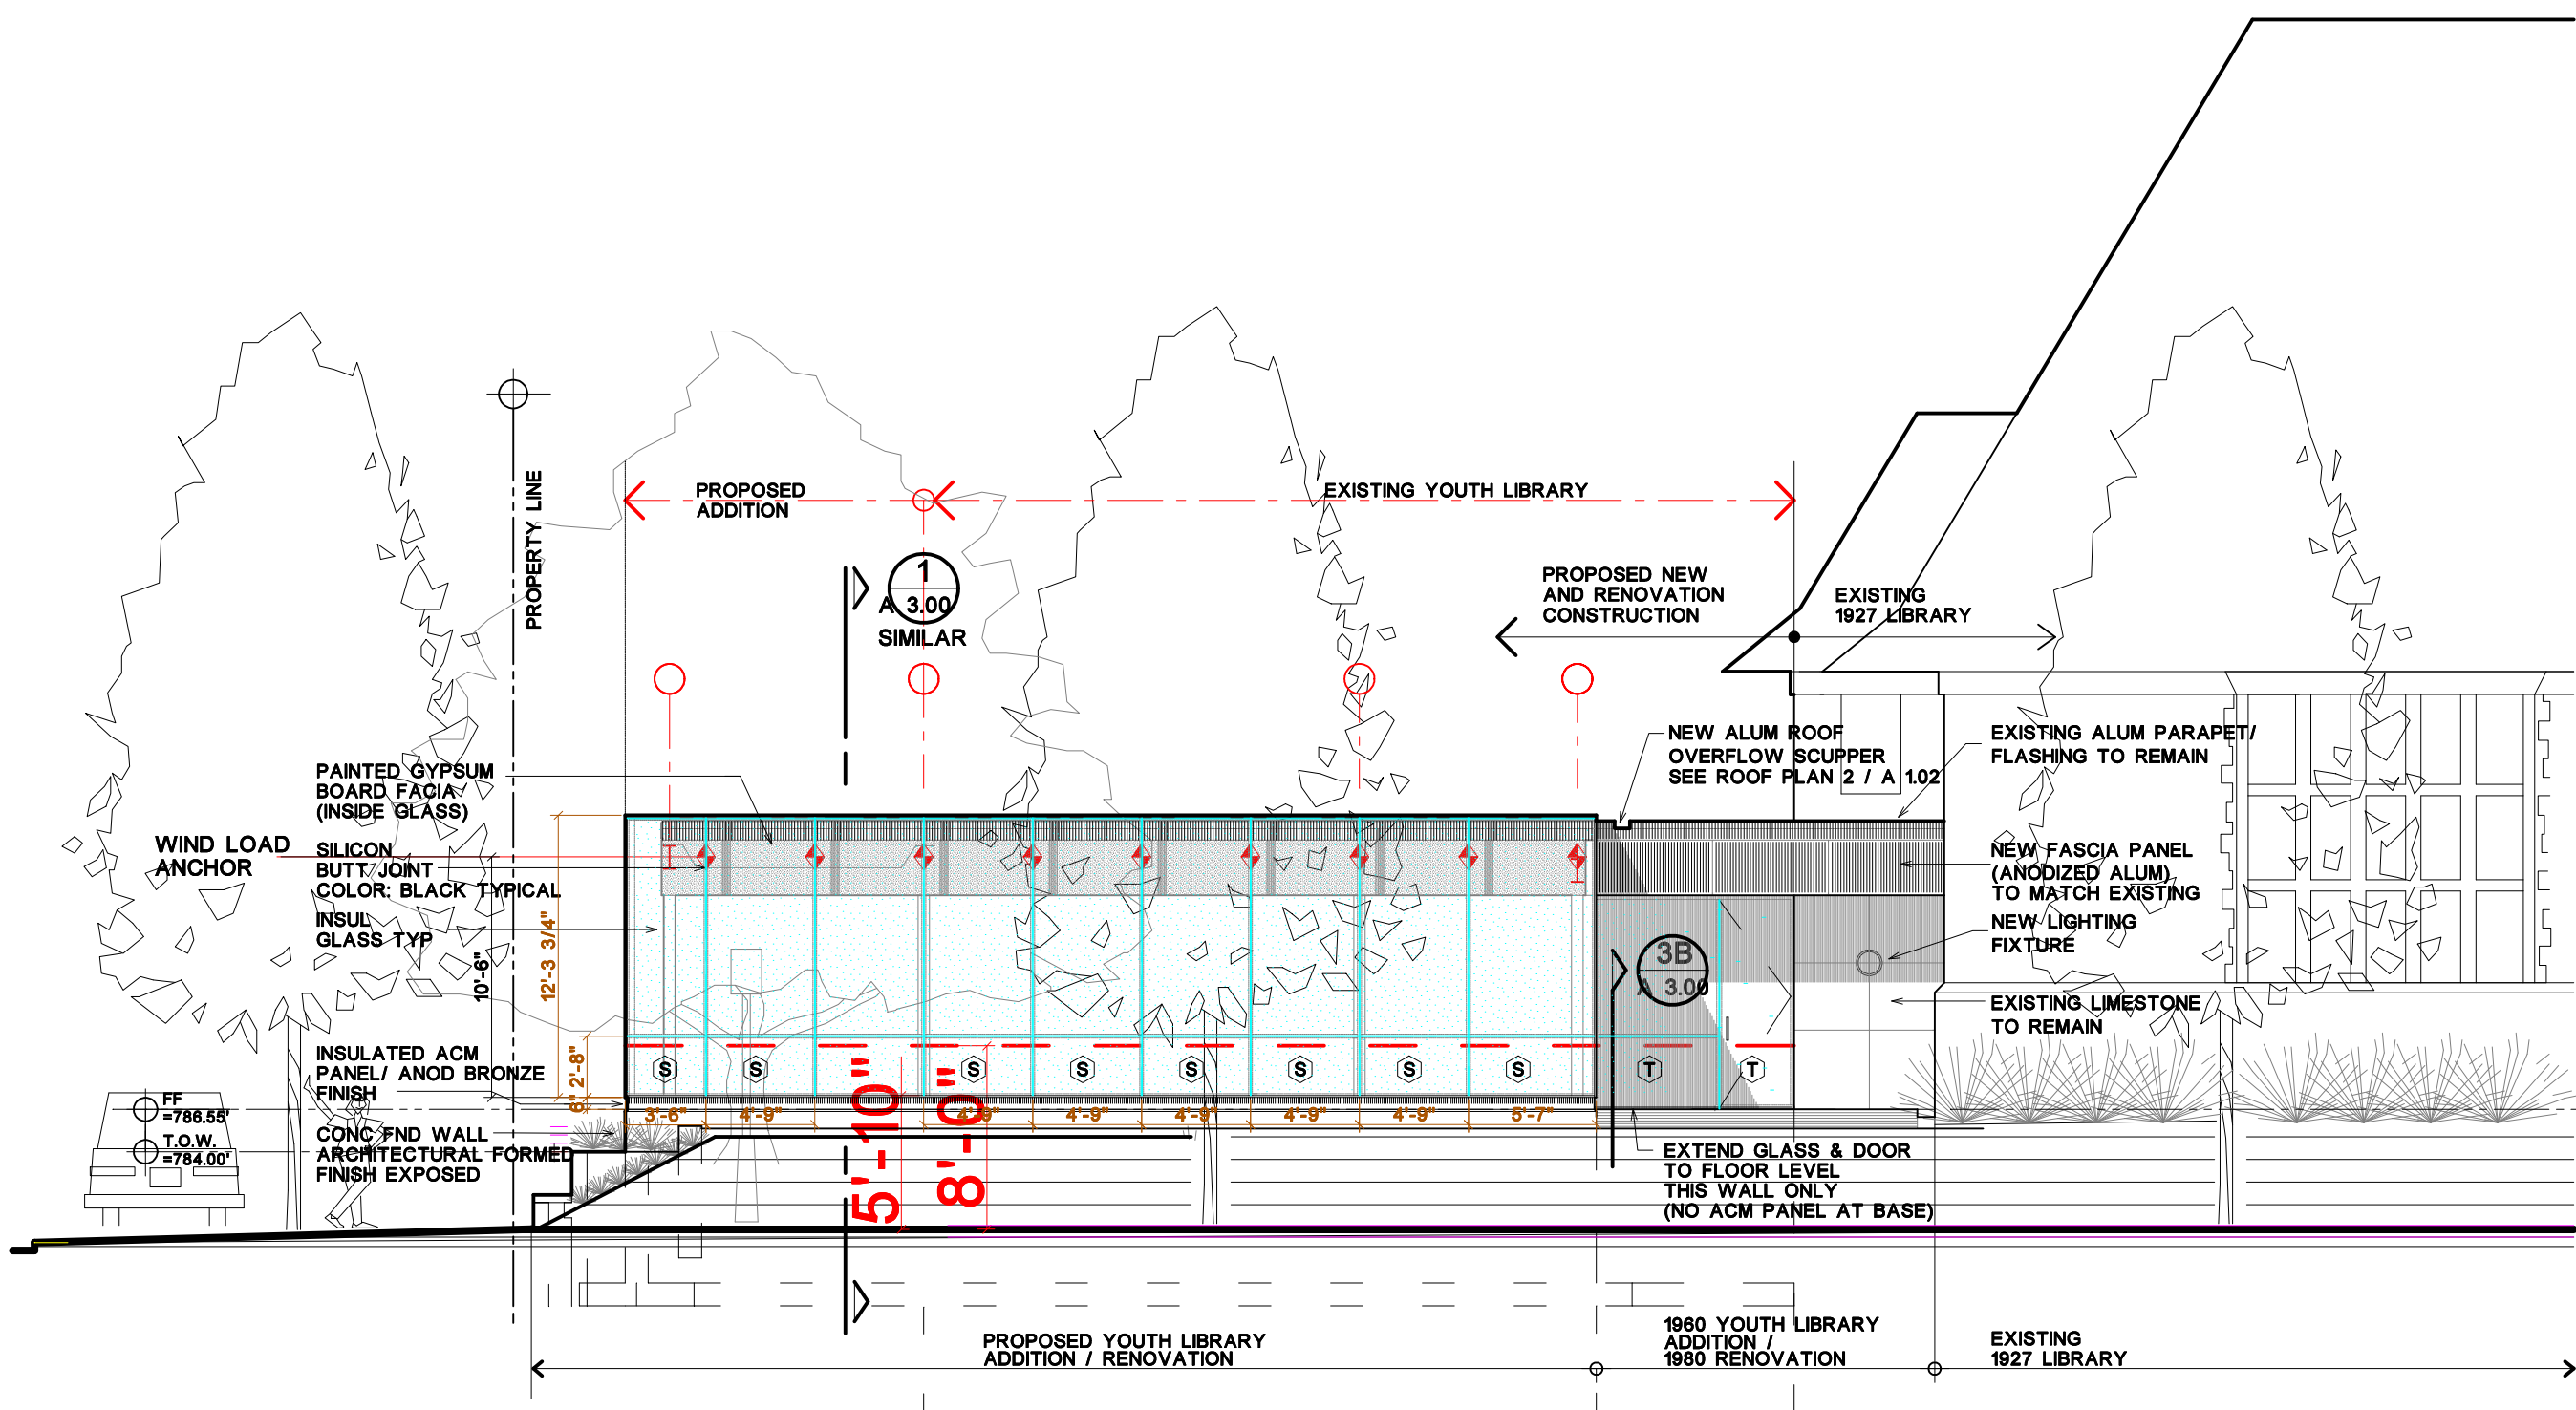 PROPERTY LINE
PROPOSED
ADDITION
EXISTING YOUTH LIBRARY
1
A 3.00
SIMILAR
PROPOSED NEW
AND RENOVATION
CONSTRUCTION
EXISTING
1927 LIBRARY
NEW ALUM ROOF
OVERFLOW SCUPPER
SEE ROOF PLAN 2 / A 1.02
EXISTING ALUM PARAPET/
FLASHING TO REMAIN
PAINTED GYPSUM
BOARD FACIA
(INSIDE GLASS)
WIND LOAD
ANCHOR
SILICON
BUTT JOINT
COLOR: BLACK TYPICAL
INSUL
GLASS TYP
10'-6"
12'-3 3/4"
NEW FASCIA PANEL
(ANODIZED ALUM)
TO MATCH EXISTING
NEW LIGHTING
FIXTURE
3B
A 3.00
EXISTING LIMESTONE
TO REMAIN
INSULATED ACM
PANEL/ ANOD BRONZE
FINISH
2'-8"
6"
S
S
S
S
S
S
S
S
T
T
FF
=786.55'
T.O.W.
=784.00'
3'-6"
4'-9"
4'-9"
4'-9"
4'-9"
4'-9"
4'-9"
5'-7"
5'-10"
8'-0"
CONC FND WALL
ARCHITECTURAL FORMED
FINISH EXPOSED
EXTEND GLASS & DOOR
TO FLOOR LEVEL
THIS WALL ONLY
(NO ACM PANEL AT BASE)
PROPOSED YOUTH LIBRARY
ADDITION / RENOVATION
1960 YOUTH LIBRARY
ADDITION /
1980 RENOVATION
EXISTING
1927 LIBRARY